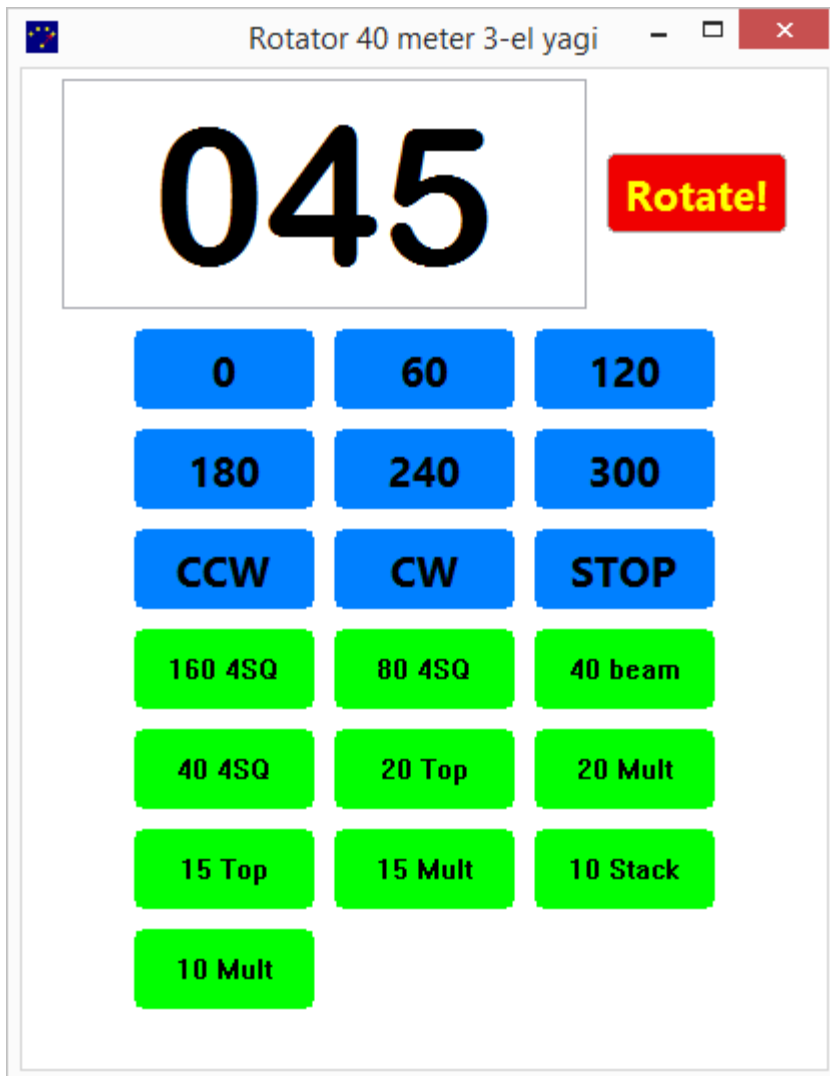 Rotator 40 meter 3-el yagi
045
Rotate!
0 60 120
180 240 300
CCW CW STOP
160 4SQ 80 4SQ 40 beam
40 4SQ 20 Top 20 Mult
15 Top 15 Mult 10 Stack
10 Mult